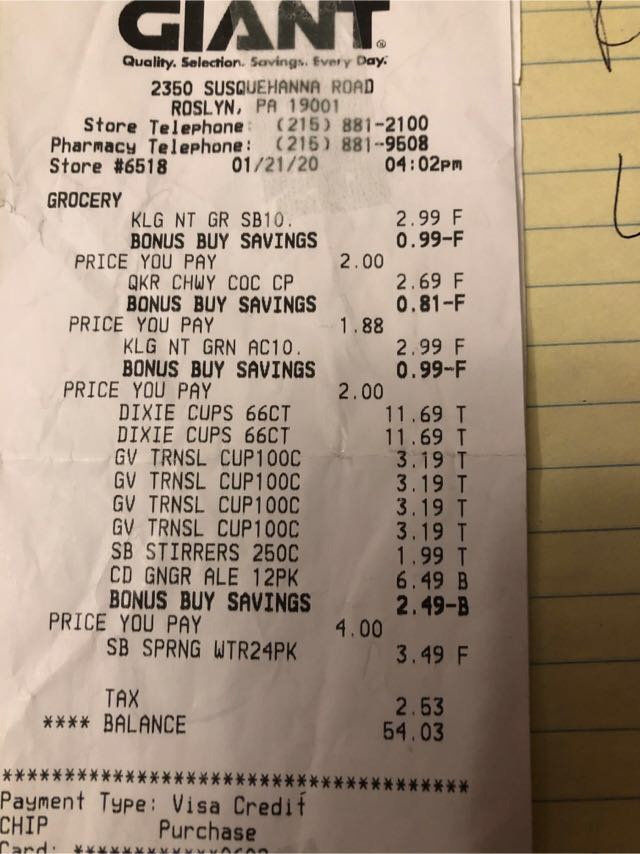 GIANT®
Quality. Selection. Savings. Every Day.
2350 SUSQUEHANNA ROAD
ROSLYN, PA 19001
Store Telephone: (215) 881-2100
Pharmacy Telephone: (215) 881-9508
Store #6518 01/21/20 04:02pm
GROCERY
KLG NT GR SB10. 2.99 F
BONUS BUY SAVINGS 0.99-F
PRICE YOU PAY 2.00
QKR CHWY COC CP 2.69 F
BONUS BUY SAVINGS 0.81-F
PRICE YOU PAY 1.88
KLG NT GRN AC10. 2.99 F
BONUS BUY SAVINGS 0.99-F
PRICE YOU PAY 2.00
DIXIE CUPS 66CT 11.69 T
DIXIE CUPS 66CT 11.69 T
GV TRNSL CUP100C 3.19 T
GV TRNSL CUP100C 3.19 T
GV TRNSL CUP100C 3.19 T
GV TRNSL CUP100C 3.19 T
SB STIRRERS 250C 1.99 T
CD GNGR ALE 12PK 6.49 B
BONUS BUY SAVINGS 2.49-B
PRICE YOU PAY 4.00
SB SPRNG WTR24PK 3.49 F
TAX 2.53
**** BALANCE 54.03
*************************************
Payment Type: Visa Credit
CHIP Purchase
Card: